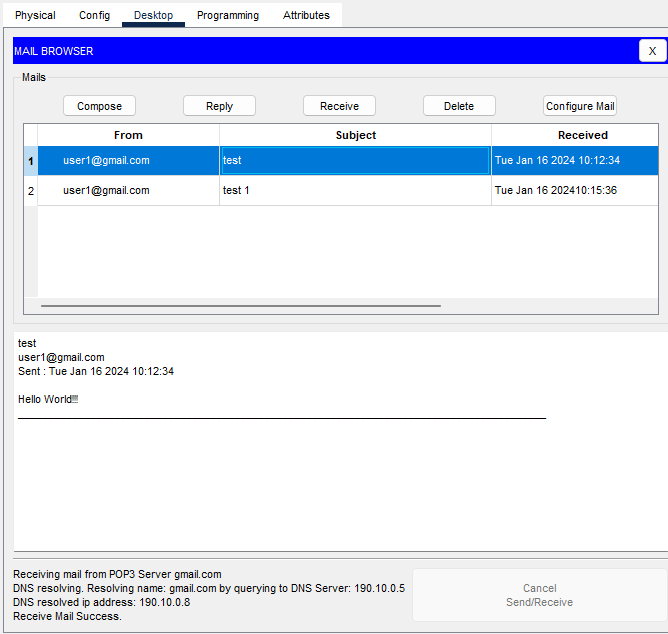 Physical Config Desktop Programming Attributes
MAIL BROWSER X
Mails
Compose Reply Receive Delete Configure Mail
From Subject Received
1 user1@gmail.com test Tue Jan 16 2024 10:12:34
2 user1@gmail.com test 1 Tue Jan 16 202410:15:36
test
user1@gmail.com
Sent : Tue Jan 16 2024 10:12:34
Hello World!!!
Receiving mail from POP3 Server gmail.com
DNS resolving. Resolving name: gmail.com by querying to DNS Server: 190.10.0.5
DNS resolved ip address: 190.10.0.8
Receive Mail Success.
Cancel
Send/Receive